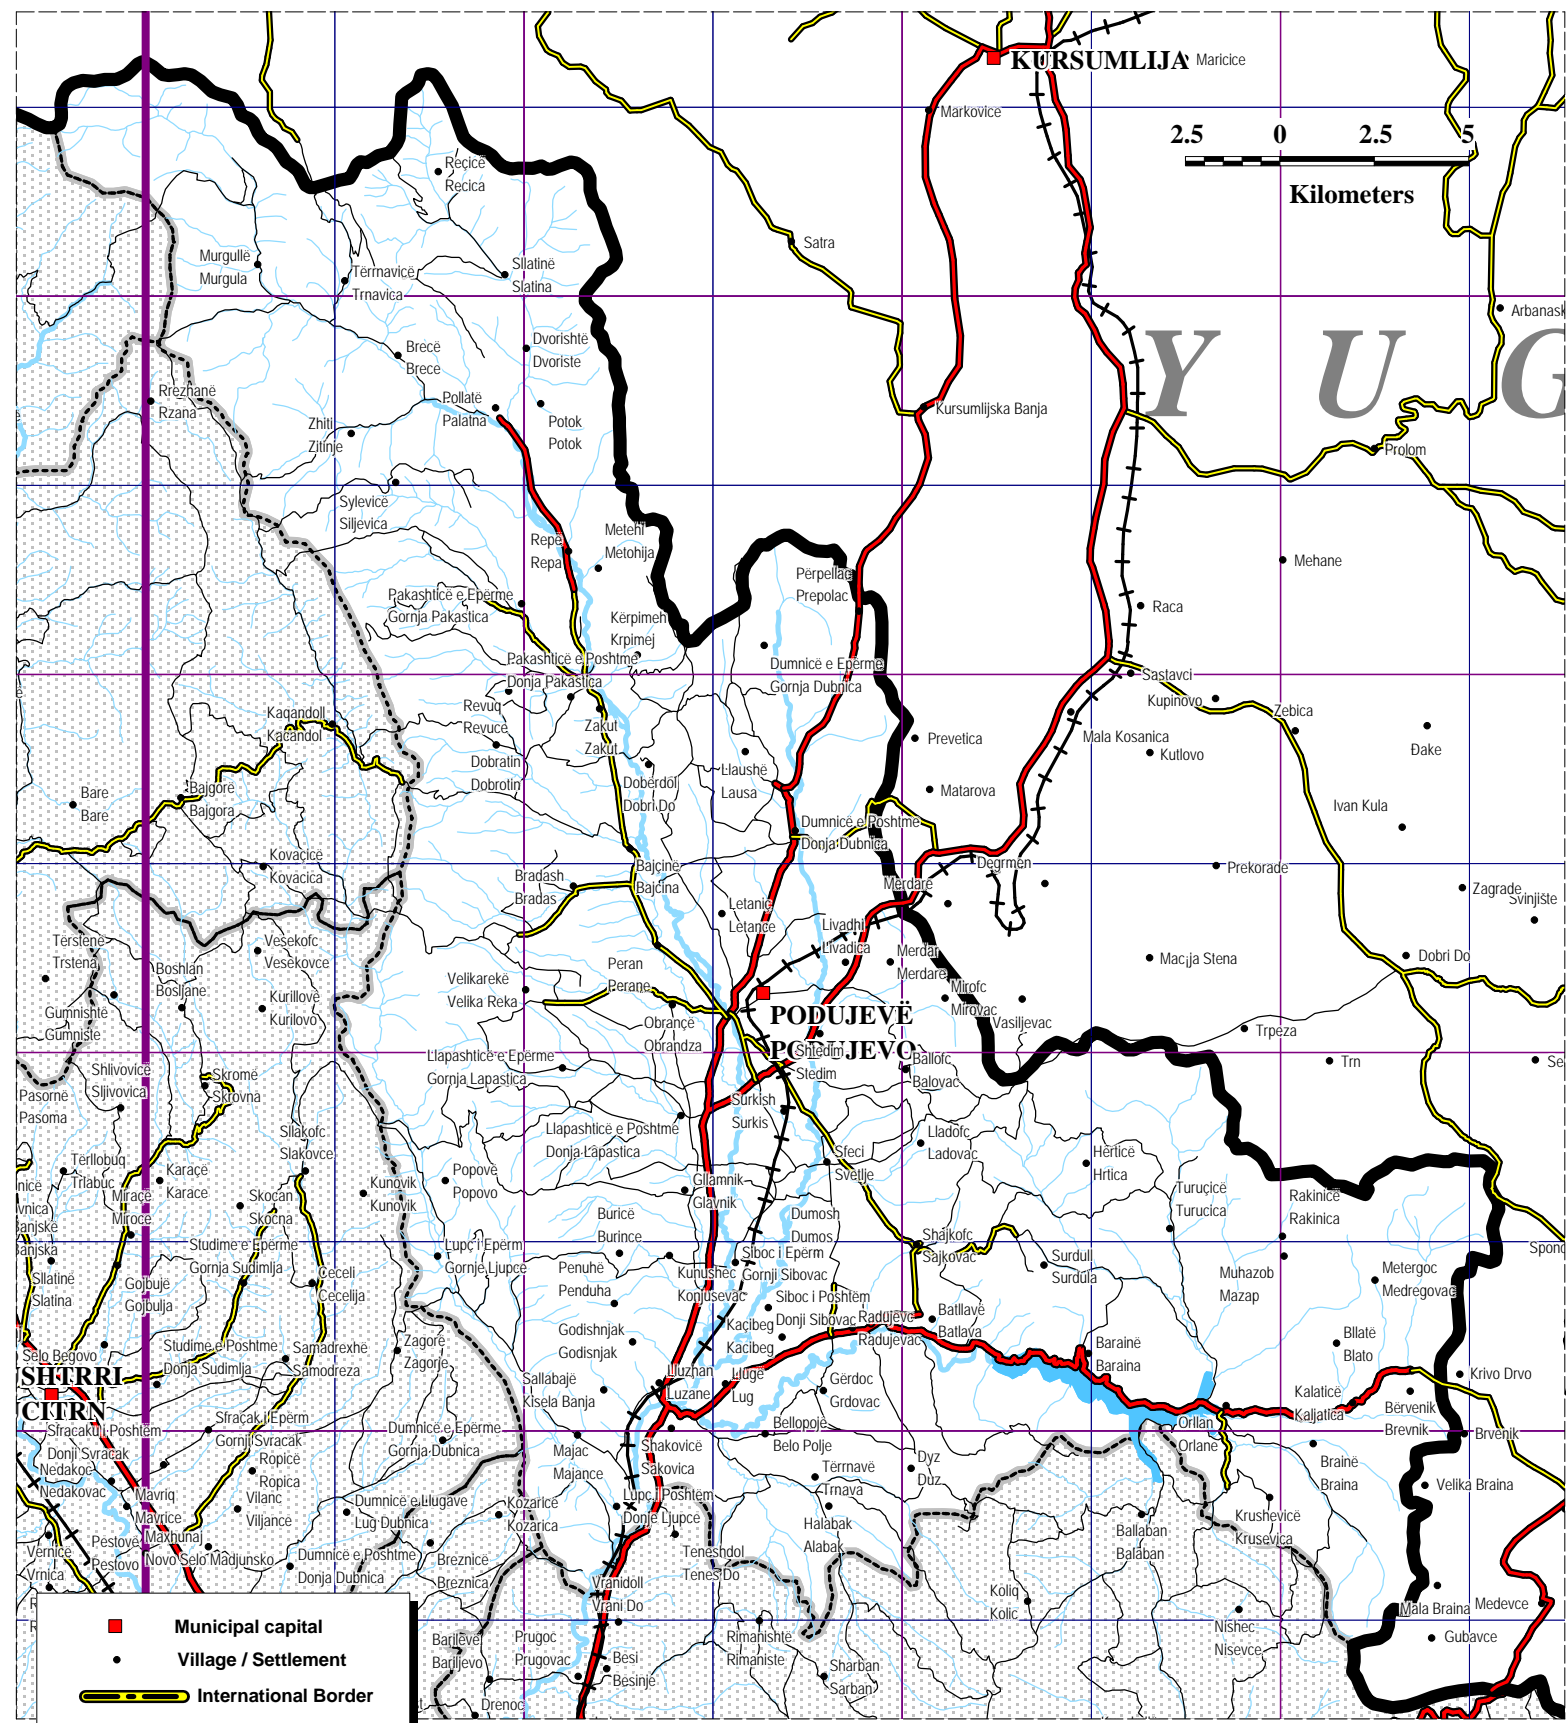 KURSUMLIJA
Maricice
Markovice
2.5 0 2.5 5
Kilometers
Reçicë
Recica
Satra
Murgullë
Murgula
Tërrnavicë
Trnavica
Sllatinë
Slatina
Arbanask
Y U G
Dvorishtë
Dvoriste
Brecë
Brece
Rrezhanë
Rzana
Pollatë
Palatna
Potok
Potok
Kursumlijska Banja
Zhiti
Zitinje
Prolom
Sylevicë
Siljevica
Metehi
Metohija
Repë
Repa
Mehane
Përpellac
Prepolac
Pakashticë e Epërme
Gornja Pakastica
Raca
Kërpimeh
Krpimej
Pakashticë e Poshtme
Donja Pakastica
Dumnicë e Epërme
Gornja Dubnica
Sastavci
Kupinovo
Revuq
Revuce
Zebica
Kaqandoll
Kacandol
Zakut
Zakut
Prevetica
Mala Kosanica
Đake
Kutlovo
Dobratin
Dobrotin
Doberdol
Dobri Do
Llaushë
Lausa
Matarova
Bare
Bare
Bajgorë
Bajgora
Ivan Kula
Dumnicë e Poshtme
Donja Dubnica
Kovaçicë
Kovacica
Bajçinë
Bajcina
Degrmen
Prekorade
Bradash
Bradas
Merdare
Zagrade
Svinjište
Letanic
Letance
Livadhi
Livadica
Tërstenë
Trstena
Vesekofc
Vesekovce
Merdar
Merdare
Dobri Do
Boshlan
Bosljane
Peran
Perane
Velikarekë
Velika Reka
Mirofc
Mirovac
Vasiljevac
Gumnishtë
Gumniste
Kurillovë
Kurilovo
PODUJEVË
PODUJEVO
Obrançë
Obrandza
Trpeza
Shtedim
Stedim
Llapashticë e Epërme
Gornja Lapastica
Ballofc
Balovac
Trn
Se
Shlivovicë
Sljivovica
Skromë
Skrovna
Pasomë
Pasoma
Surkish
Surkis
Llapashticë e Poshtme
Donja Lapastica
Lladofc
Ladovac
Sllakofc
Slakovce
Sfeci
Svetlje
Hërticë
Hrtica
Tërllobuq
Trlabuc
Karaçë
Karace
Popovë
Popovo
Kunovik
Kunovik
Gllamnik
Glavnik
Turuçicë
Turucica
Rakinicë
Rakinica
Miraçë
Miroce
Skocan
Skocna
Buricë
Burince
Dumosh
Dumos
Studime e Epërme
Gornja Sudimlja
Lupç i Epërm
Gornje Ljupce
Siboc i Epërm
Gornji Sibovac
Shajkofc
Sajkovac
Surdull
Surdula
Spond
Sllatinë
Slatina
Gojbujë
Gojbulja
Ceceli
Cecelija
Penuhë
Penduha
Kunushec
Konjusevac
Muhazob
Mazap
Metergoc
Medregovac
Siboc i Poshtëm
Donji Sibovac
Kaçibeg
Kacibeg
Radujevc
Radujevac
Batllavë
Batlava
Selo Begovo
Studime e Poshtme
Donja Sudimlja
Samadrexhë
Samodreza
Zagorë
Zagorje
Godishnjak
Godisnjak
Bllatë
Blato
Barainë
Baraina
SHTRRI
CITRN
Sallabajë
Kisela Banja
Lluzhan
Luzane
Lluge
Lug
Gërdoc
Grdovac
Krivo Drvo
Kalaticë
Kaljatica
Bërvenik
Brevnik
Sfracaku i Poshtëm
Donji Svracak
Sfraçak i Epërm
Gornji Svracak
Dumnicë e Epërme
Gornja Dubnica
Bellopojë
Belo Polje
Orllan
Orlane
Brvenik
Nedakoc
Nedakovac
Ropicë
Ropica
Majac
Majance
Shakovicë
Sakovica
Tërrnavë
Trnava
Dyz
Duz
Brainë
Braina
Velika Braina
Mavriq
Mavrice
Vilanc
Viljance
Dumnicë e Llugave
Lug Dubnica
Kozaricë
Kozarica
Lupç i Poshtëm
Donje Ljupce
Halabak
Alabak
Ballaban
Balaban
Krushevicë
Krusevica
Vërnicë
Vrnica
Pestovë
Pestovo
Maxhunaj
Novo Selo Madjunsko
Dumnicë e Poshtme
Donja Dubnica
Breznicë
Breznica
Teneshdol
Tenes Do
Vranidoll
Vrani Do
Koliq
Kolic
Mala Braina
Medevce
Nishec
Nisevce
Gubavce
Barilevë
Bariljevo
Prugoc
Prugovac
Besi
Besinje
Rimanishtë
Rimaniste
Sharban
Sarban
Drenoc
Municipal capital
Village / Settlement
International Border